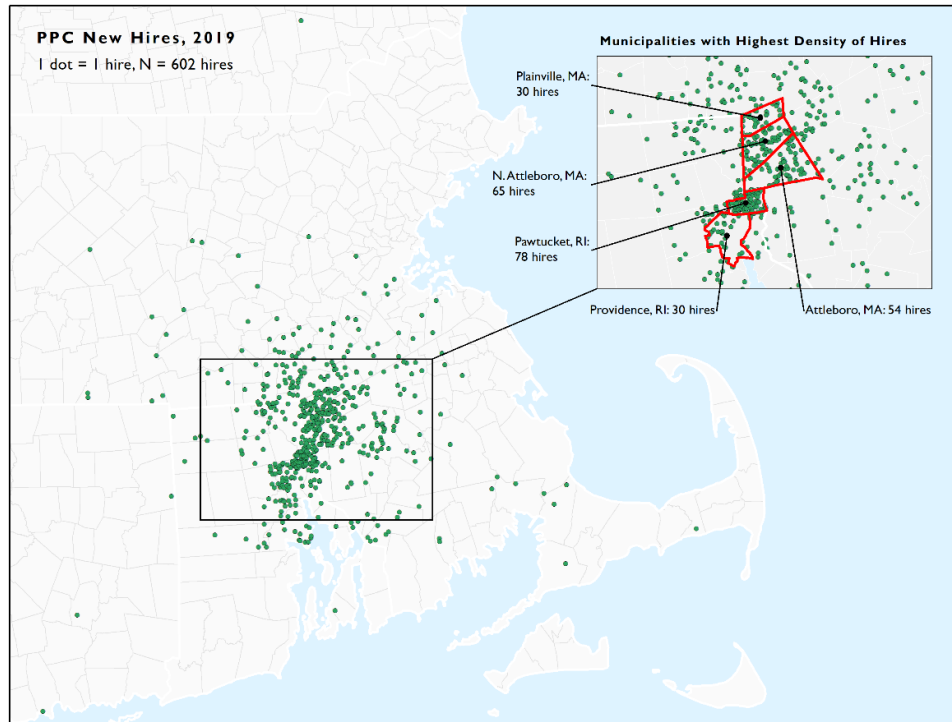 PPC New Hires, 2019
1 dot = 1 hire, N = 602 hires
Municipalities with Highest Density of Hires
Plainville, MA:
30 hires
N. Attleboro, MA:
65 hires
Pawtucket, RI:
78 hires
Providence, RI: 30 hires
Attleboro, MA: 54 hires